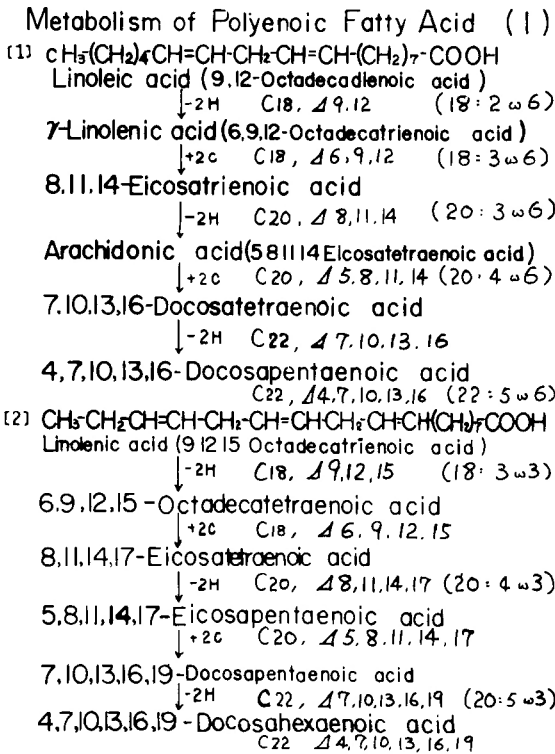 Metabolism of Polyenoic Fatty Acid (I)
[1] CH₃(CH₂)₄CH=CH-CH₂-CH=CH-(CH₂)₇-COOH
Linoleic acid (9,12-Octadecadienoic acid)
↓-2H C18, Δ9.12 (18:2ω6)
γ-Linolenic acid (6,9,12-Octadecatrienoic acid)
↓+2C C18, Δ6,9,12 (18:3ω6)
8,11.14-Eicosatrienoic acid
↓-2H C20, Δ8,11.14 (20:3ω6)
Arachidonic acid (5 8 11 14 Eicosatetraenoic acid)
↓+2C C20, Δ5.8,11,14 (20·4ω6)
7,10,13,16-Docosatetraenoic acid
↓-2H C22, Δ7.10.13.16
4,7,10,13,16-Docosapentaenoic acid
C22, Δ4,7,10,13,16 (22:5ω6)
[2] CH₃-CH₂-CH=CH-CH₂-CH=CHCH₂-CH=CH(CH₂)₇COOH
Linolenic acid (9 12 15 Octadecatrienoic acid)
↓-2H C18, Δ9,12,15 (18:3ω3)
6,9,12,15-Octadecatetraenoic acid
↓+2C C18, Δ6.9.12.15
8,11,14,17-Eicosatetraenoic acid
↓-2H C20, Δ8,11,14,17 (20:4ω3)
5,8,11,14,17-Eicosapentaenoic acid
↓+2C C20, Δ5.8.11.14.17
7,10,13,16,19-Docosapentaenoic acid
↓-2H C22, Δ7,10,13,16,19 (20:5ω3)
4,7,10,13,16,19-Docosahexaenoic acid
C22 Δ4,7,10,13,16,19